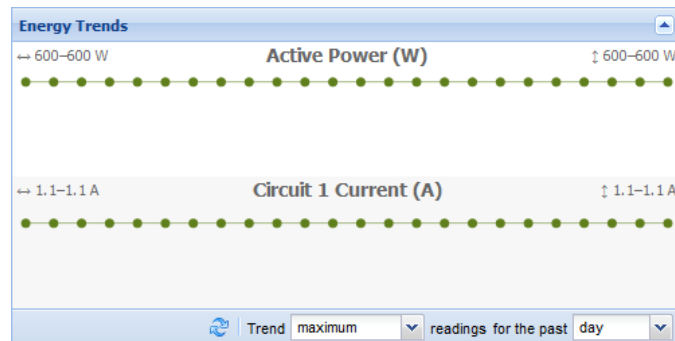 Energy Trends
↔ 600–600 W Active Power (W) ↕ 600–600 W
↔ 1.1–1.1 A Circuit 1 Current (A) ↕ 1.1–1.1 A
Trend maximum readings for the past day